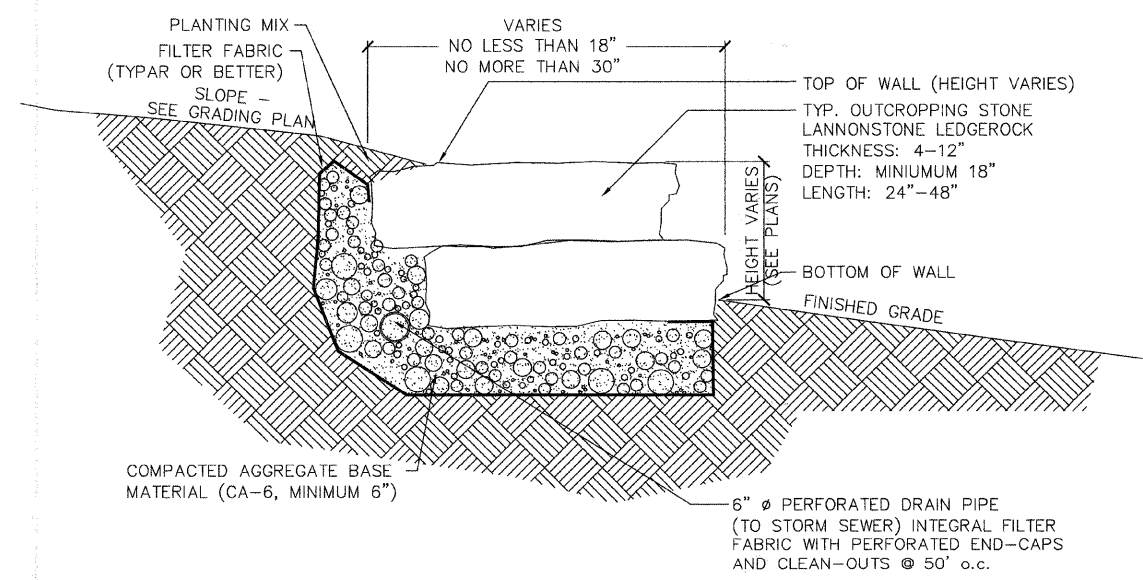 PLANTING MIX
FILTER FABRIC
(TYPAR OR BETTER)
SLOPE –
SEE GRADING PLAN
VARIES
NO LESS THAN 18"
NO MORE THAN 30"
TOP OF WALL (HEIGHT VARIES)
TYP. OUTCROPPING STONE
LANNONSTONE LEDGEROCK
THICKNESS: 4–12"
DEPTH: MINIUMUM 18"
LENGTH: 24"–48"
HEIGHT VARIES
(SEE PLANS)
BOTTOM OF WALL
FINISHED GRADE
COMPACTED AGGREGATE BASE
MATERIAL (CA–6, MINIMUM 6")
6" ø PERFORATED DRAIN PIPE
(TO STORM SEWER) INTEGRAL FILTER
FABRIC WITH PERFORATED END–CAPS
AND CLEAN–OUTS @ 50' o.c.